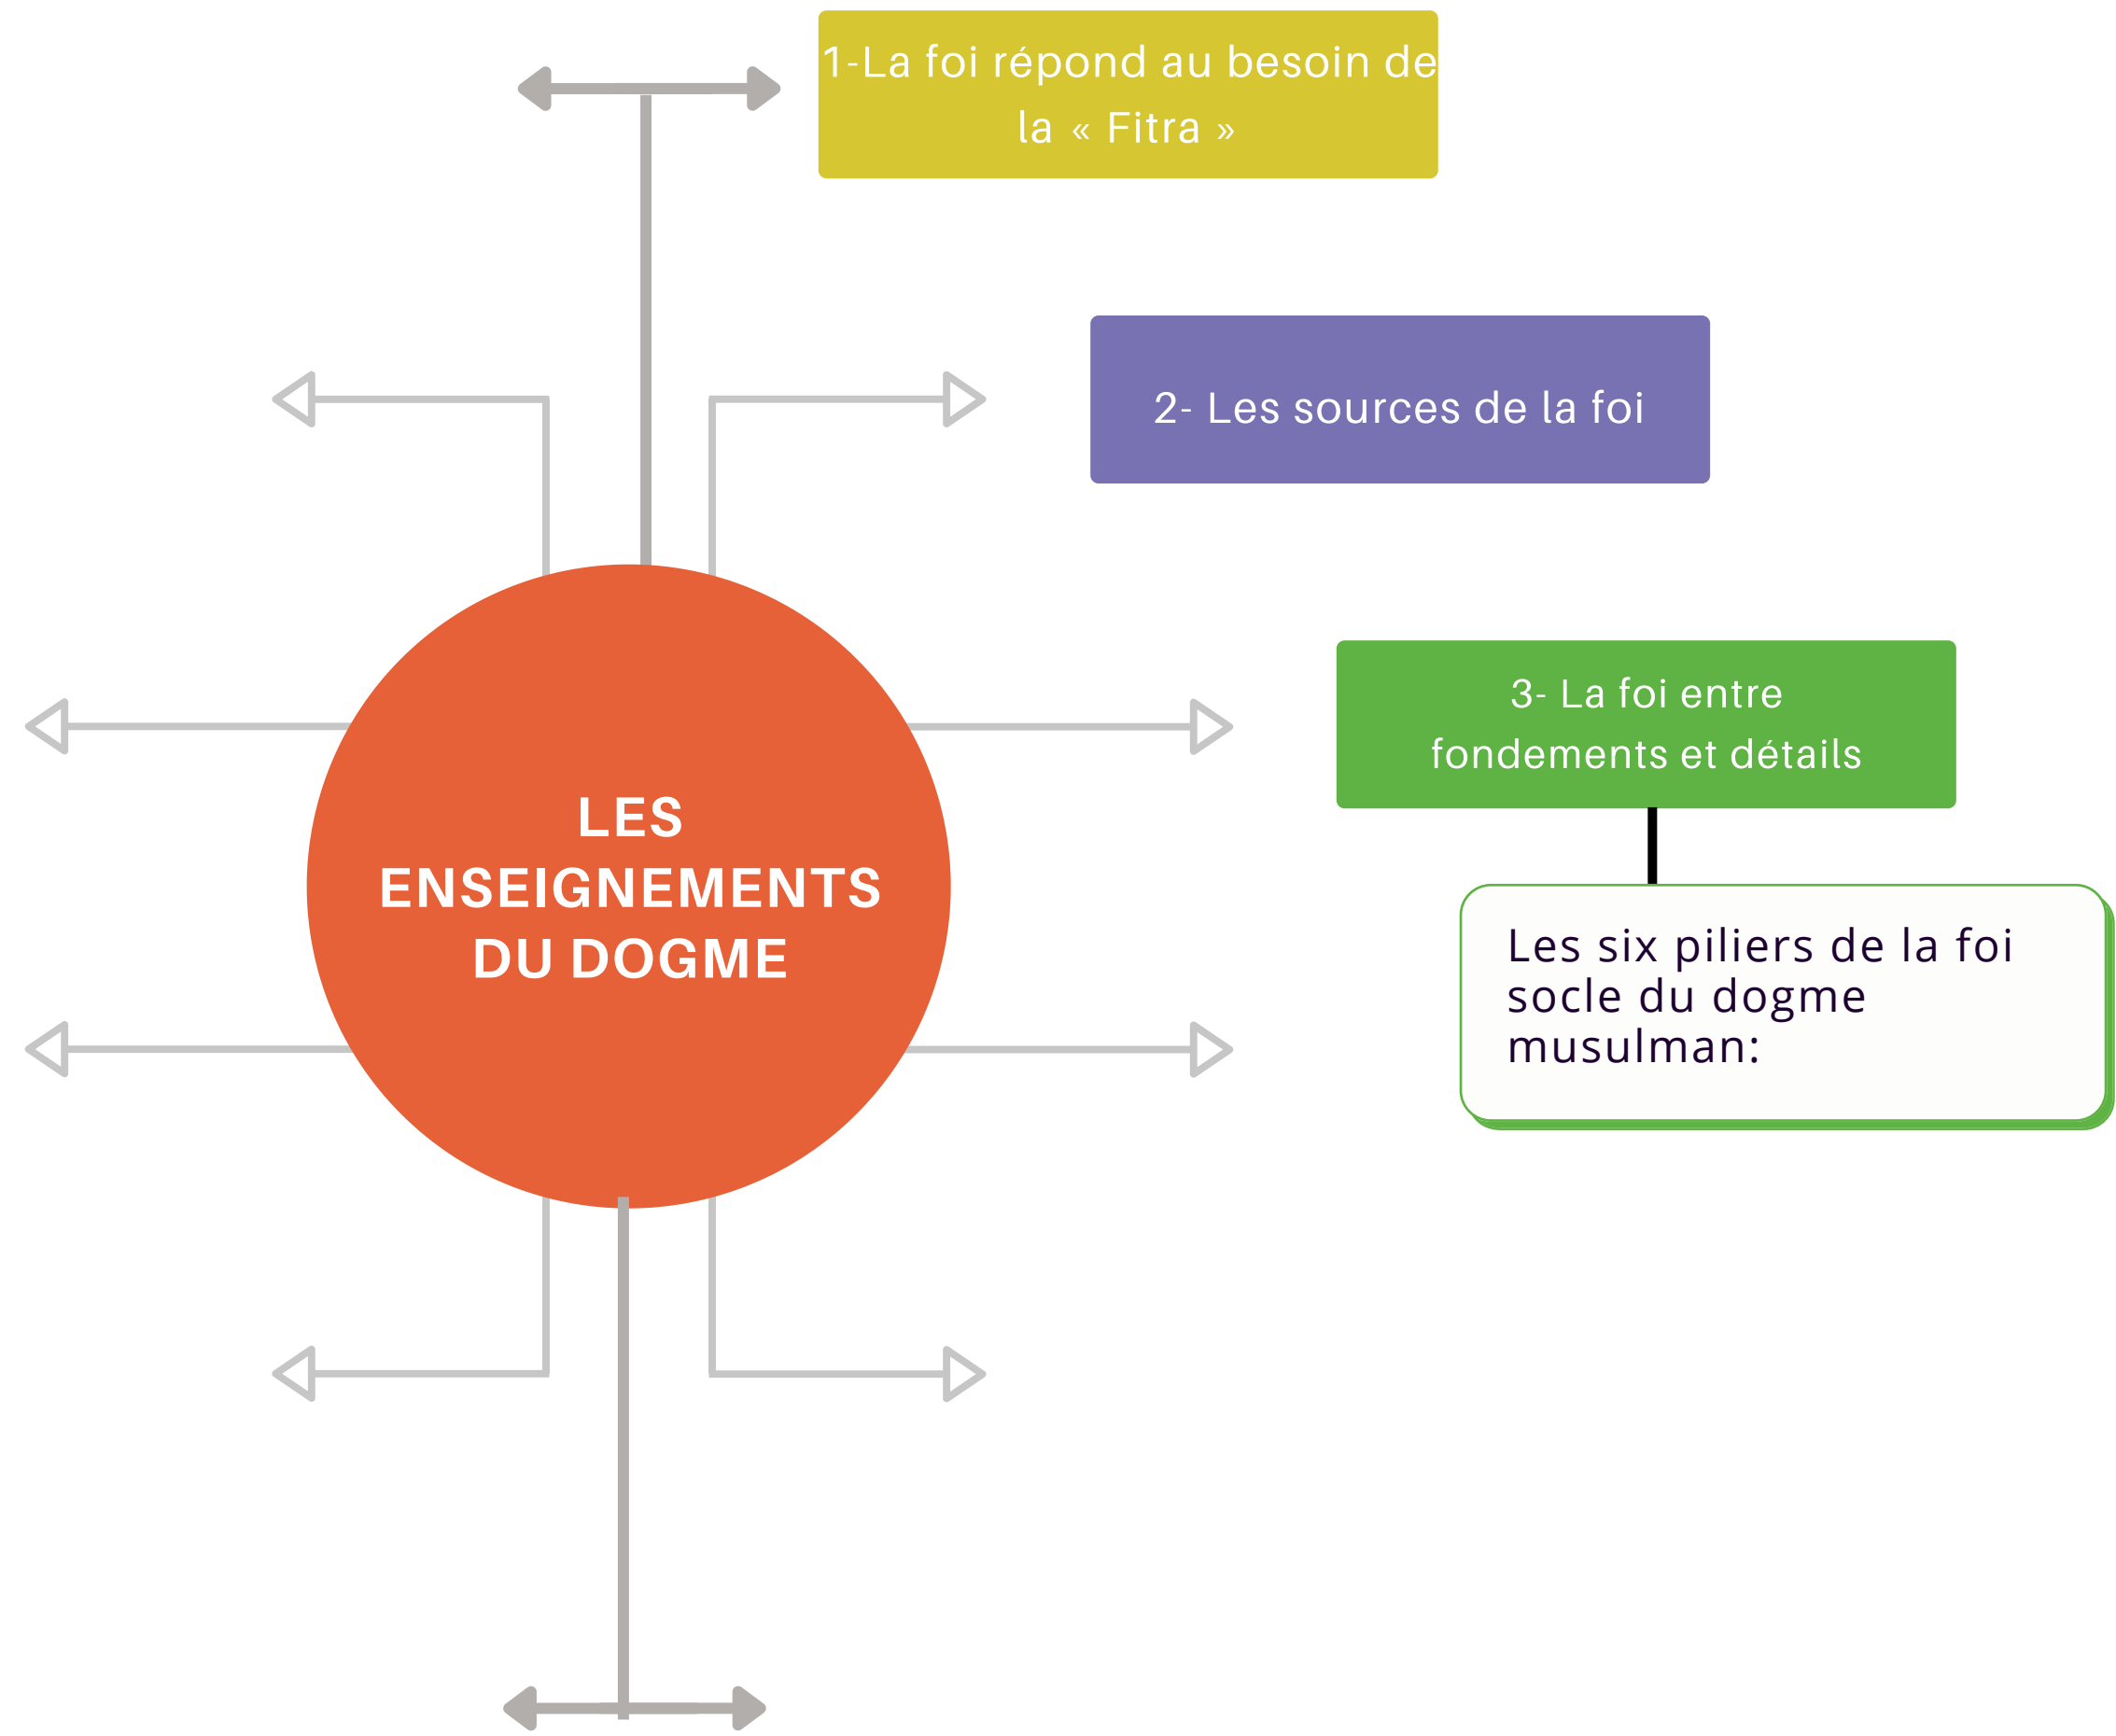 1-La foi répond au besoin de
la « Fitra »
2- Les sources de la foi
3- La foi entre
fondements et détails
LES
ENSEIGNEMENTS
DU DOGME
Les six piliers de la foi
socle du dogme
musulman: